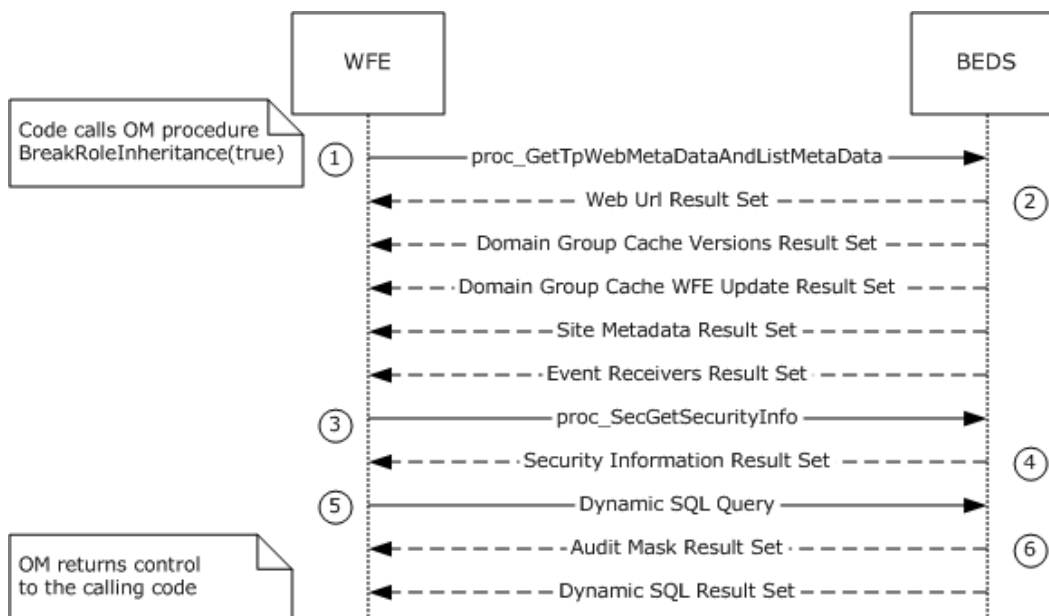 WFE
BEDS
Code calls OM procedure
BreakRoleInheritance(true)
1
proc_GetTpWebMetaDataAndListMetaData
Web Url Result Set
2
Domain Group Cache Versions Result Set
Domain Group Cache WFE Update Result Set
Site Metadata Result Set
Event Receivers Result Set
3
proc_SecGetSecurityInfo
Security Information Result Set
4
5
Dynamic SQL Query
Audit Mask Result Set
6
OM returns control
to the calling code
Dynamic SQL Result Set